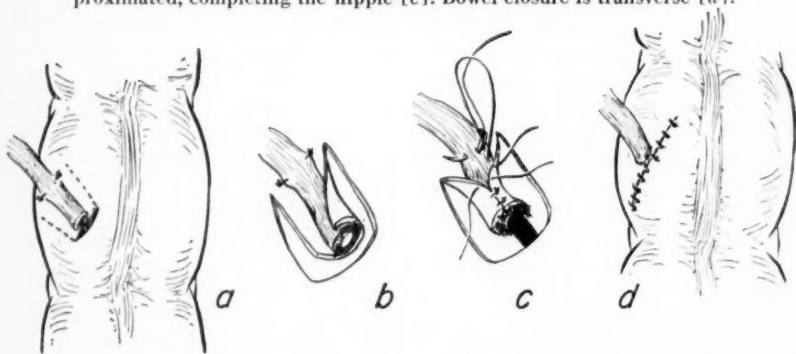 proximated, completing the nipple [c]. Bowel closure is transverse [d].
a b c d